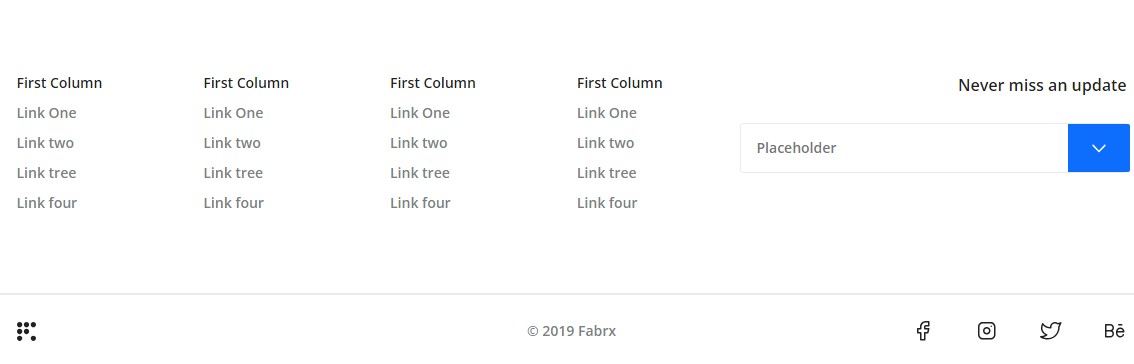 First Column
Link One
Link two
Link tree
Link four
First Column
Link One
Link two
Link tree
Link four
First Column
Link One
Link two
Link tree
Link four
First Column
Link One
Link two
Link tree
Link four
Never miss an update
Placeholder
© 2019 Fabrx
Bē